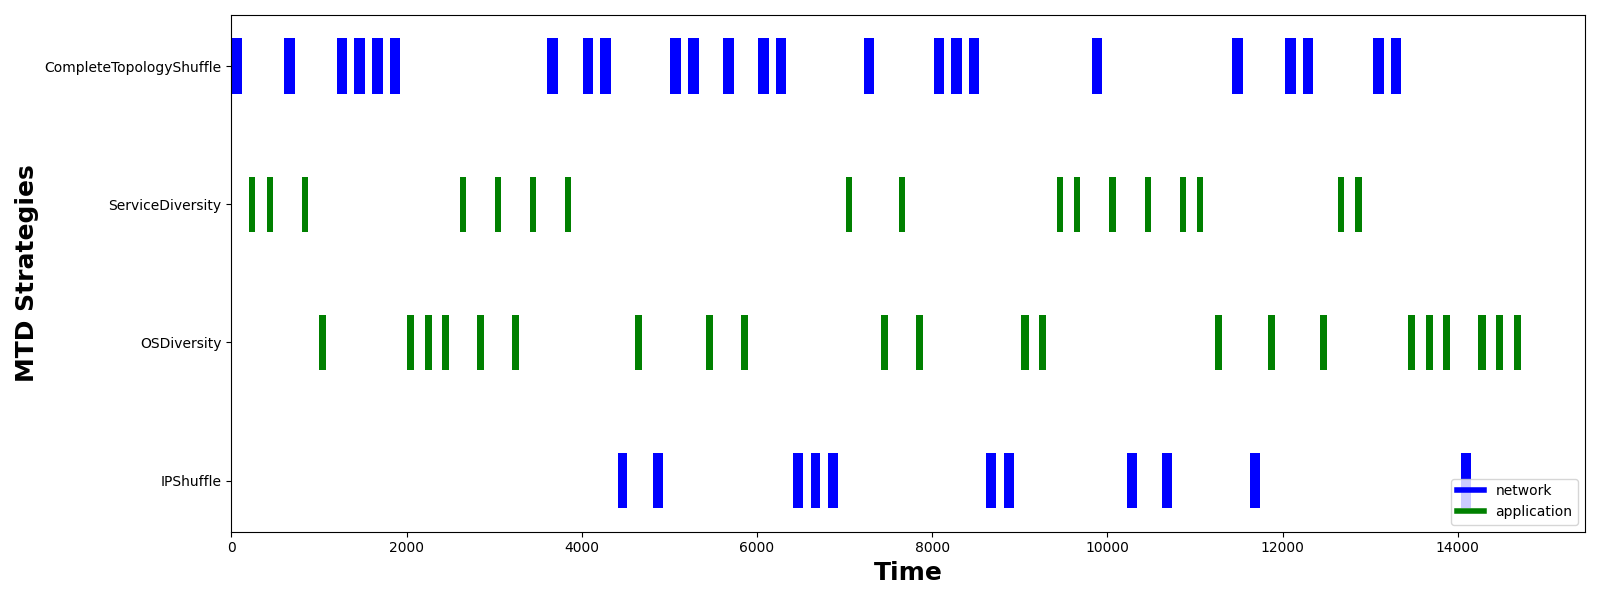 MTD Strategies
CompleteTopologyShuffle
ServiceDiversity
OSDiversity
IPShuffle
network
application
0 2000 4000 6000 8000 10000 12000 14000
Time